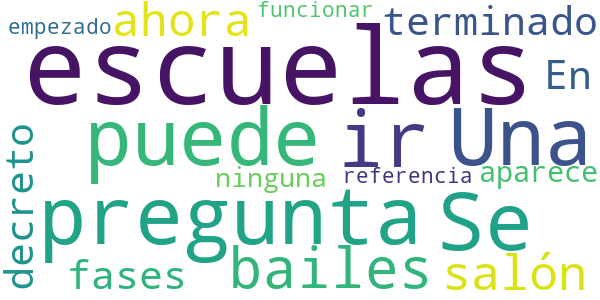 funcionar
empezado ahora terminado
escuelas
En
puede ir Una
ninguna referencia aparece
decreto
pregunta Se
fases bailes salón